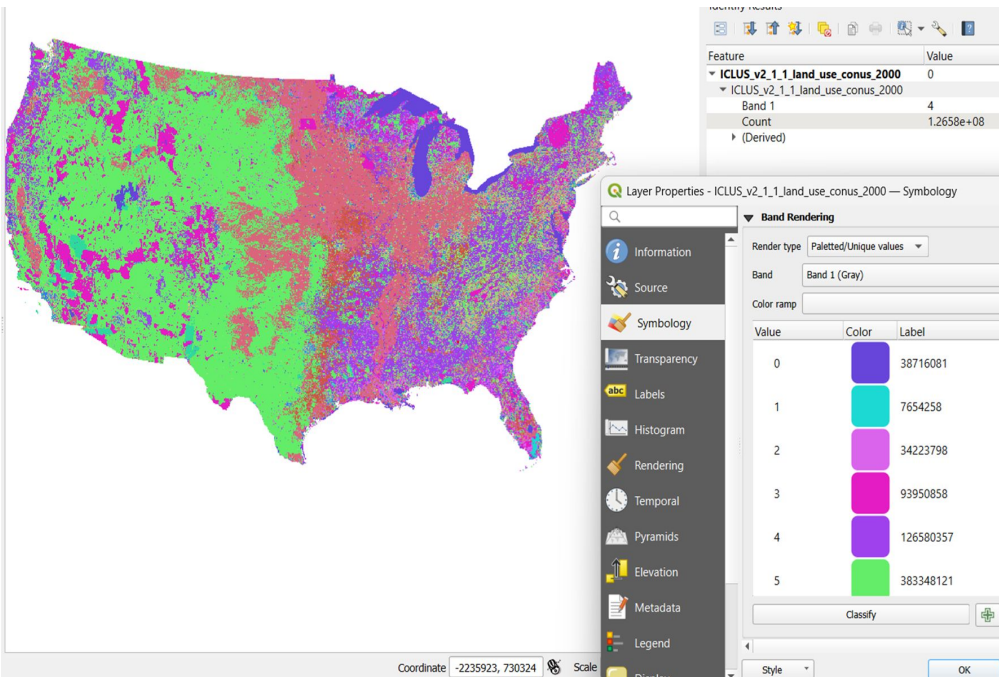 Identify Results
Feature Value
ICLUS_v2_1_1_land_use_conus_2000 0
ICLUS_v2_1_1_land_use_conus_2000
Band 1 4
Count 1.2658e+08
(Derived)
Layer Properties - ICLUS_v2_1_1_land_use_conus_2000 — Symbology
Information
Source
Symbology
Transparency
abc Labels
Histogram
Rendering
Temporal
Pyramids
Elevation
Metadata
Legend
Display
Band Rendering
Render type Paletted/Unique values
Band Band 1 (Gray)
Color ramp
Value Color Label
0 38716081
1 7654258
2 34223798
3 93950858
4 126580357
5 383348121
Classify
Style OK
Coordinate -2235923, 730324 Scale